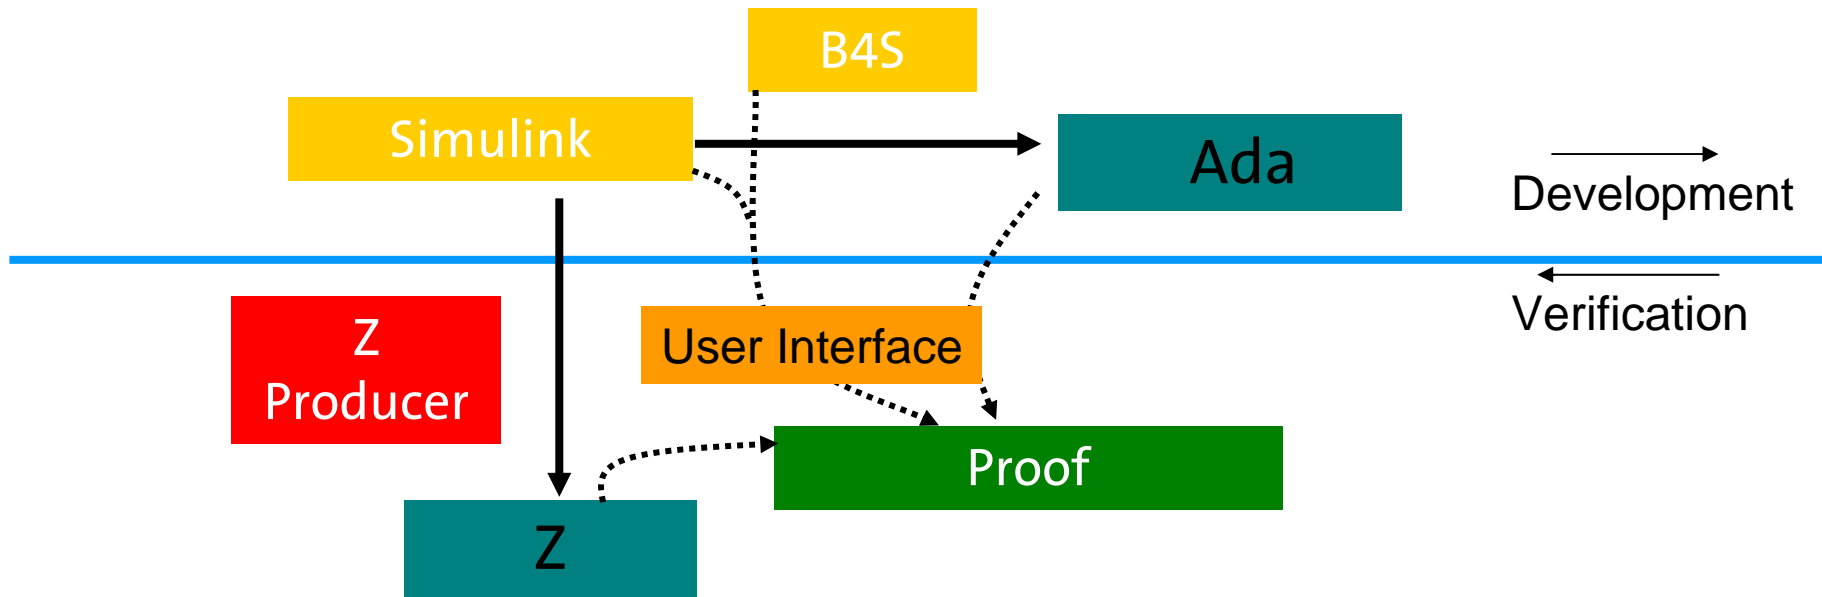 B4S
Simulink
Ada
Development
Verification
Z
Producer
User Interface
Proof
Z